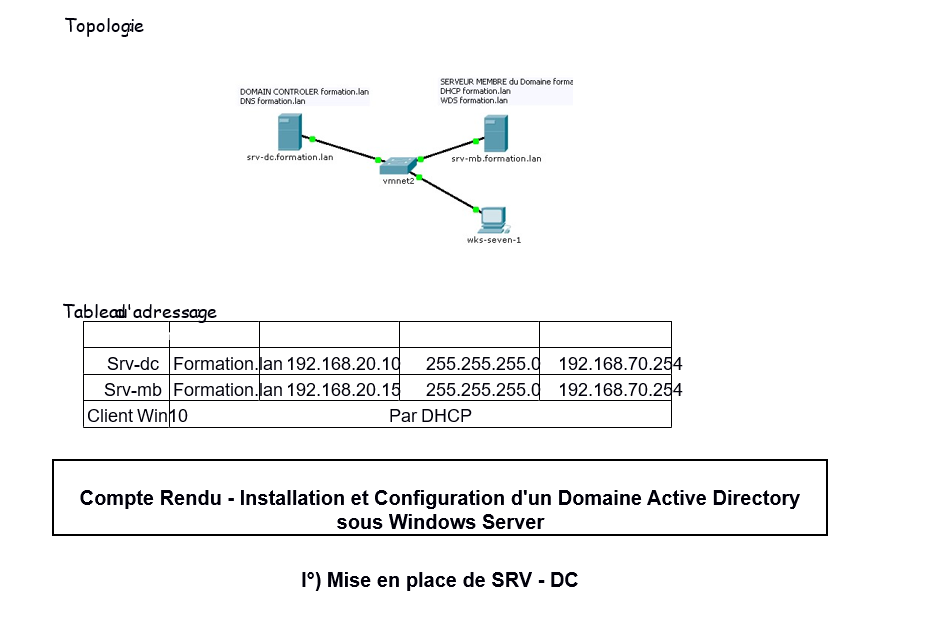 Topologie
DOMAIN CONTROLER formation.lan
DNS formation.lan
SERVEUR MEMBRE du Domaine forma
DHCP formation.lan
WDS formation.lan
srv-dc.formation.lan
srv-mb.formation.lan
vmnet2
wks-seven-1
Tableau d'adressage
Srv-dc Formation.lan 192.168.20.10 255.255.255.0 192.168.70.254
Srv-mb Formation.lan 192.168.20.15 255.255.255.0 192.168.70.254
Client Win10 Par DHCP
Compte Rendu - Installation et Configuration d'un Domaine Active Directory
sous Windows Server
I°) Mise en place de SRV - DC